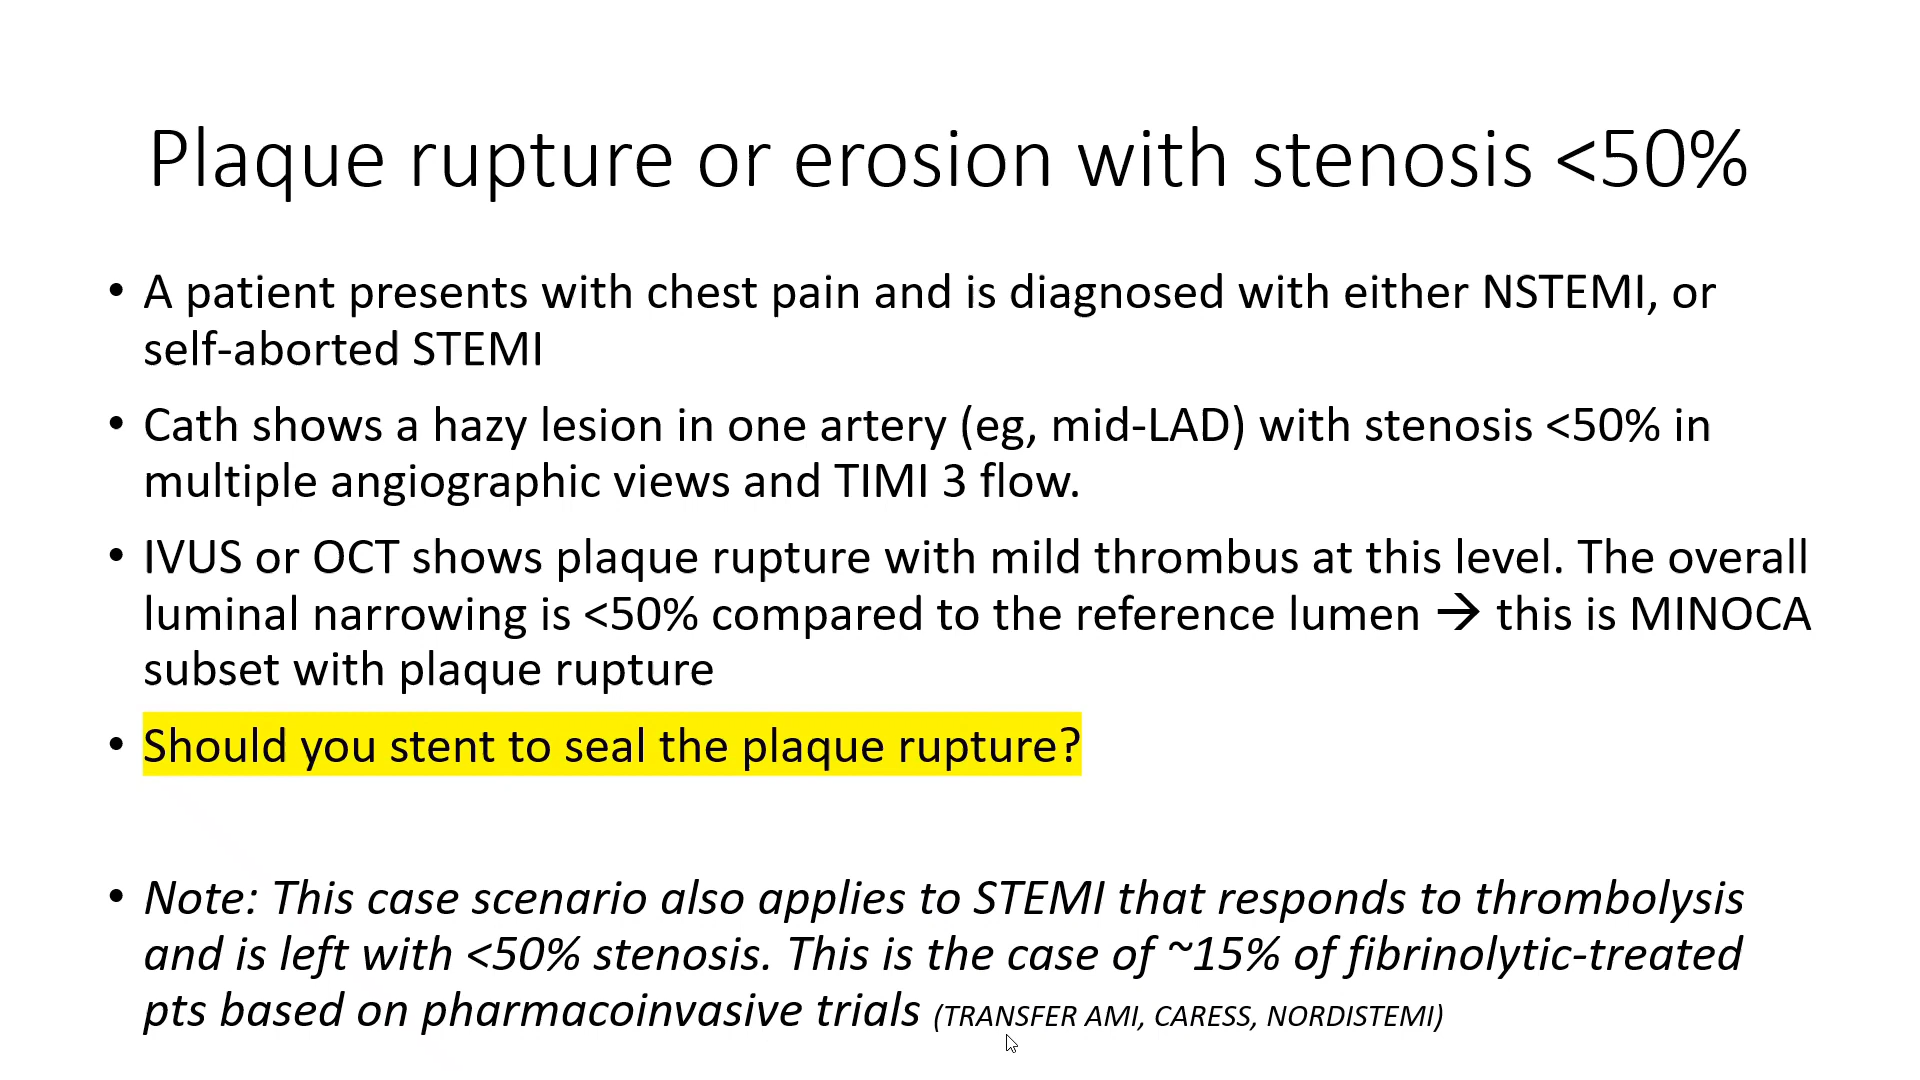 Plaque rupture or erosion with stenosis <50%
• A patient presents with chest pain and is diagnosed with either NSTEMI, or
self-aborted STEMI
• Cath shows a hazy lesion in one artery (eg, mid-LAD) with stenosis <50% in
multiple angiographic views and TIMI 3 flow.
• IVUS or OCT shows plaque rupture with mild thrombus at this level. The overall
luminal narrowing is <50% compared to the reference lumen → this is MINOCA
subset with plaque rupture
• Should you stent to seal the plaque rupture?
• Note: This case scenario also applies to STEMI that responds to thrombolysis
and is left with <50% stenosis. This is the case of ~15% of fibrinolytic-treated
pts based on pharmacoinvasive trials (TRANSFER AMI, CARESS, NORDISTEMI)